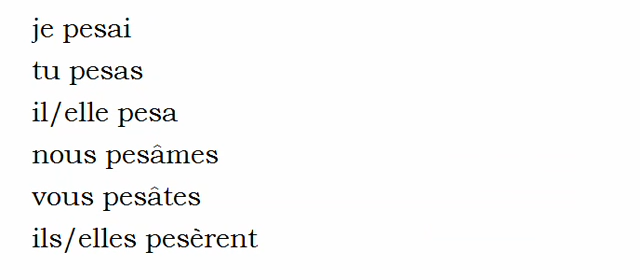 je pesai
tu pesas
il/elle pesa
nous pesâmes
vous pesâtes
ils/elles pesèrent